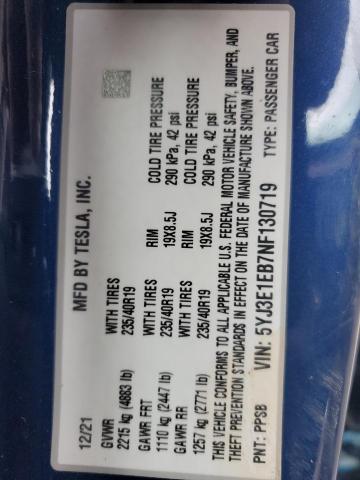 MFD BY TESLA, INC.
12/21
GVWR WITH TIRES RIM COLD TIRE PRESSURE
2215 kg (4883 lb) 235/40R19 19X8.5J 290 kPa, 42 psi
GAWR FRT WITH TIRES RIM COLD TIRE PRESSURE
1110 kg (2447 lb) 235/40R19 19X8.5J 290 kPa, 42 psi
GAWR RR
1257 kg (2771 lb) 235/40R19 19X8.5J
THIS VEHICLE CONFORMS TO ALL APPLICABLE U.S. FEDERAL MOTOR VEHICLE SAFETY, BUMPER, AND
THEFT PREVENTION STANDARDS IN EFFECT ON THE DATE OF MANUFACTURE SHOWN ABOVE.
PNT: PPSB VIN: 5YJ3E1EB7NF130719 TYPE: PASSENGER CAR